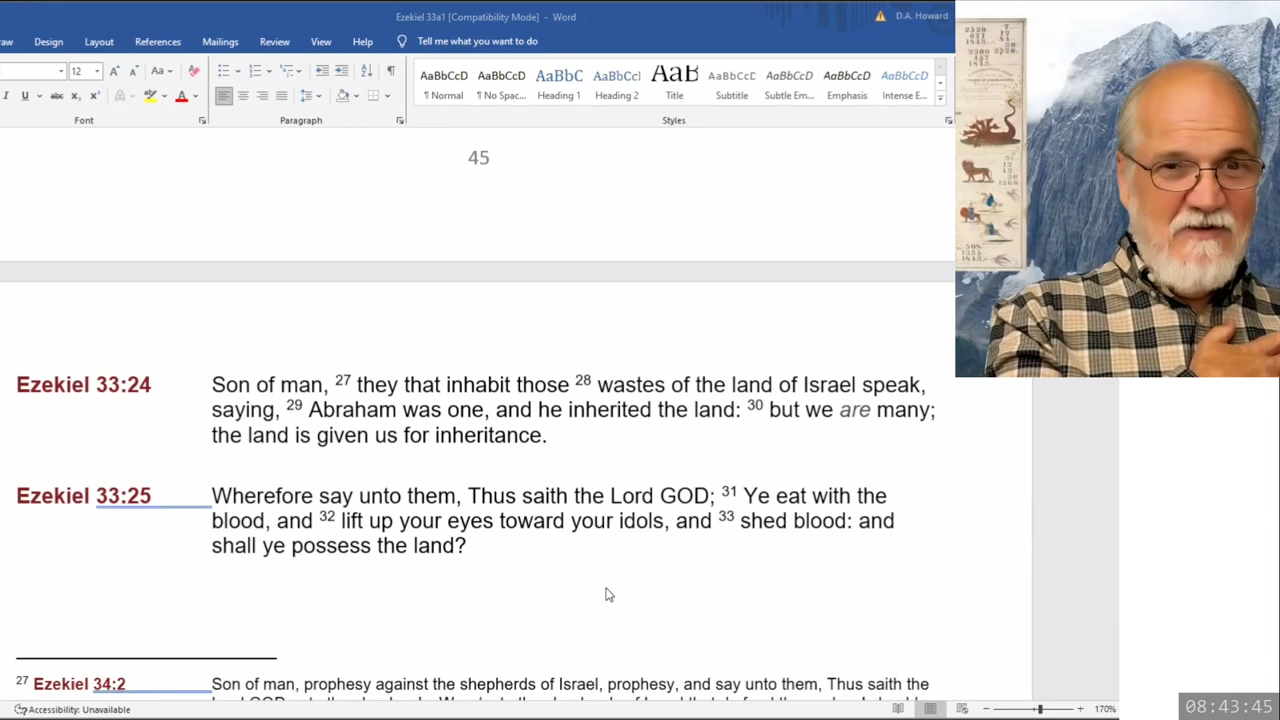 Ezekiel 33a1 [Compatibility Mode] - Word
D.A. Howard
Design Layout References Mailings Review View Help Tell me what you want to do
12 Aa
AaBbCcD AaBbCcD AaBbC AaBbCc AaB AaBbCcD AaBbCcD AaBbCcD AaBbCcD
¶ Normal ¶ No Spac... Heading 1 Heading 2 Title Subtitle Subtle Em... Emphasis Intense E...
Font Paragraph Styles
45
Ezekiel 33:24 Son of man, 27 they that inhabit those 28 wastes of the land of Israel speak,
saying, 29 Abraham was one, and he inherited the land: 30 but we are many;
the land is given us for inheritance.
Ezekiel 33:25 Wherefore say unto them, Thus saith the Lord GOD; 31 Ye eat with the
blood, and 32 lift up your eyes toward your idols, and 33 shed blood: and
shall ye possess the land?
27 Ezekiel 34:2 Son of man, prophesy against the shepherds of Israel, prophesy, and say unto them, Thus saith the
Accessibility: Unavailable
170%
08:43:45
2520
677
1843